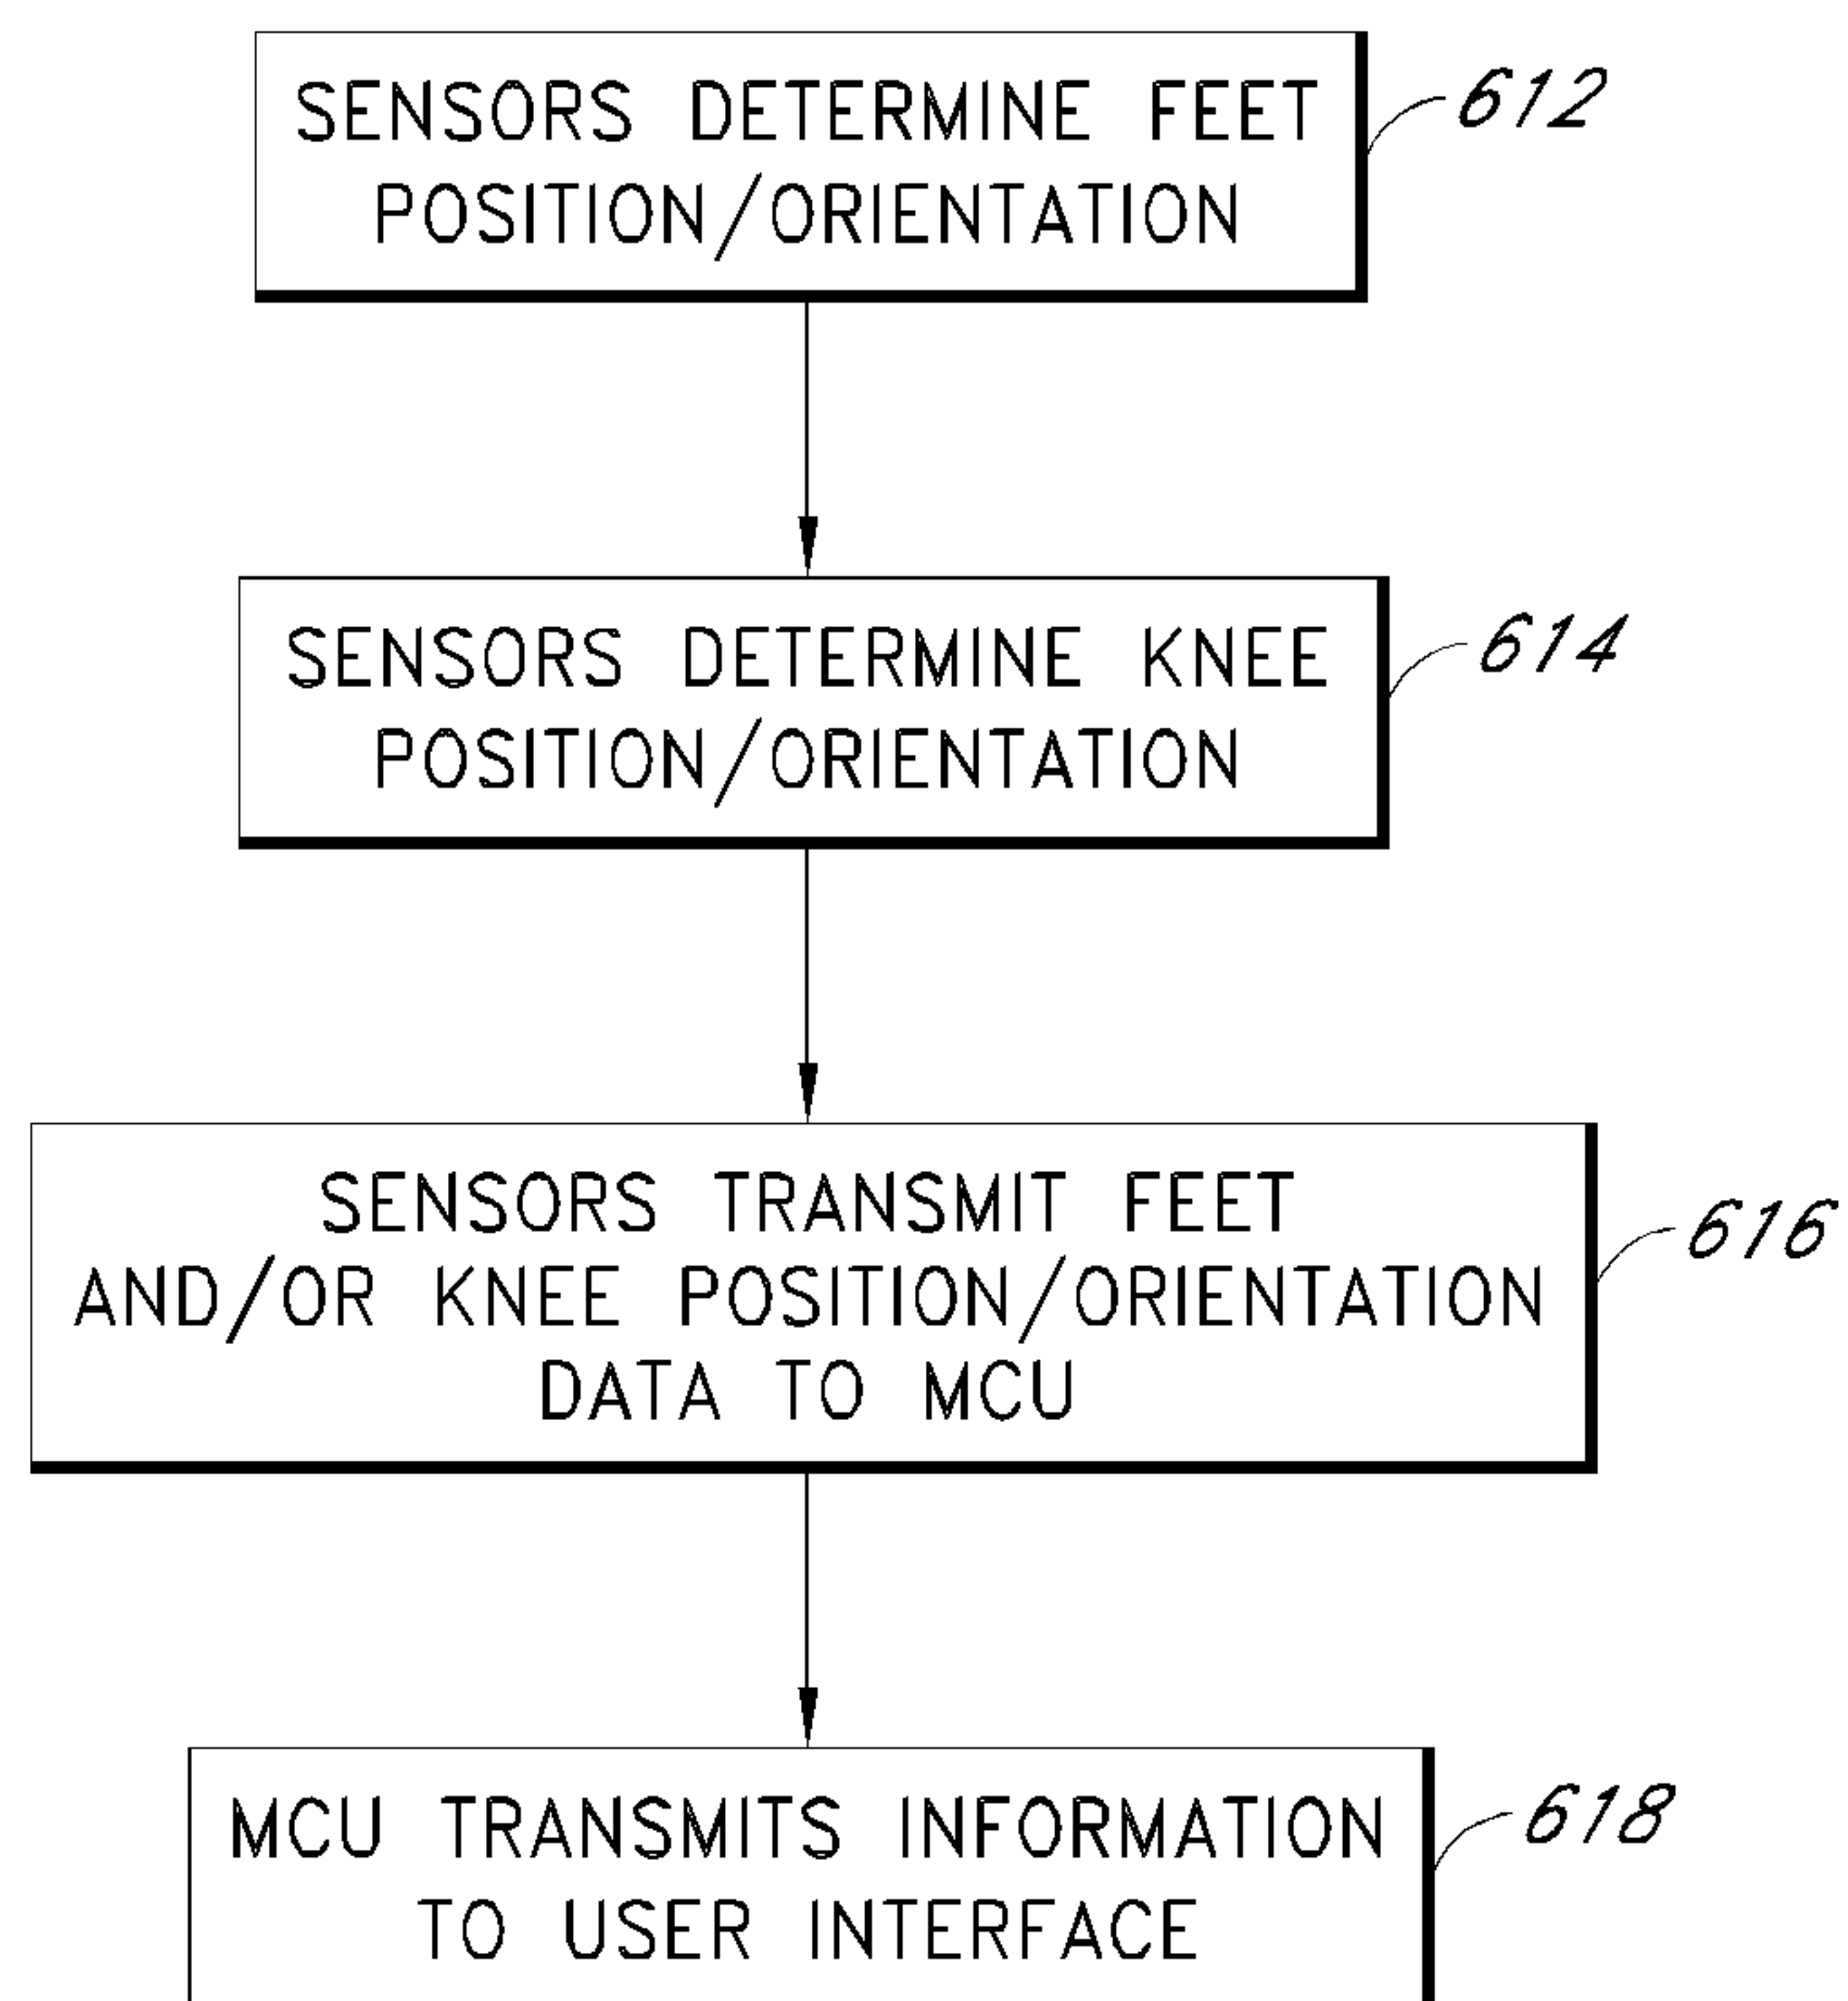 SENSORS DETERMINE FEET
POSITION/ORIENTATION
612
SENSORS DETERMINE KNEE
POSITION/ORIENTATION
614
SENSORS TRANSMIT FEET
AND/OR KNEE POSITION/ORIENTATION
DATA TO MCU
616
MCU TRANSMITS INFORMATION
TO USER INTERFACE
618